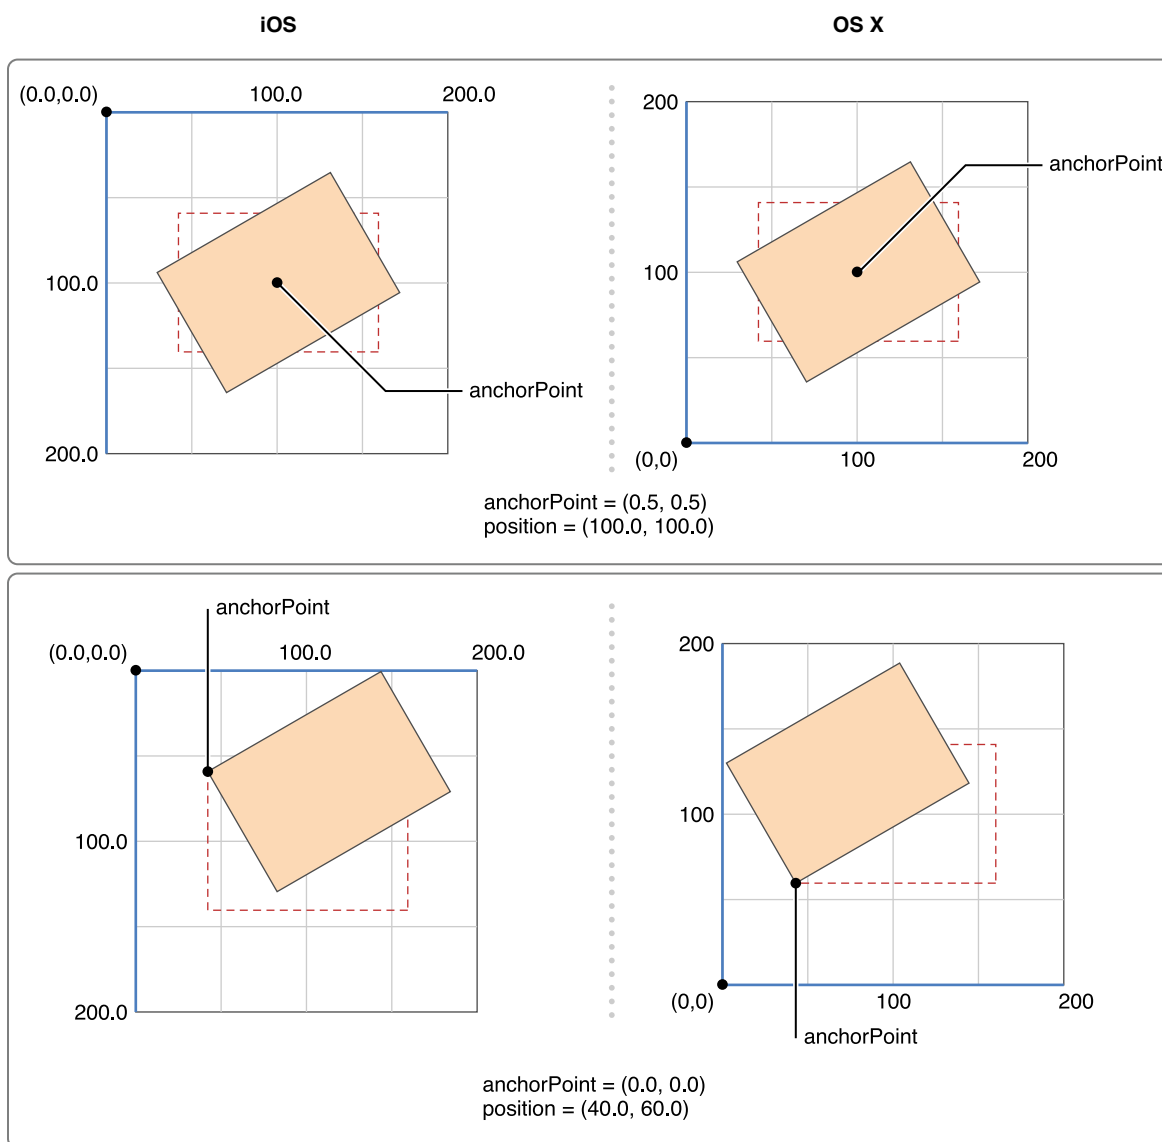 iOS
OS X
(0.0,0.0)
100.0
200.0
100.0
200.0
anchorPoint
200
100
(0,0)
100
200
anchorPoint
anchorPoint = (0.5, 0.5)
position = (100.0, 100.0)
anchorPoint
(0.0,0.0)
100.0
200.0
100.0
200.0
200
100
(0,0)
100
200
anchorPoint
anchorPoint = (0.0, 0.0)
position = (40.0, 60.0)